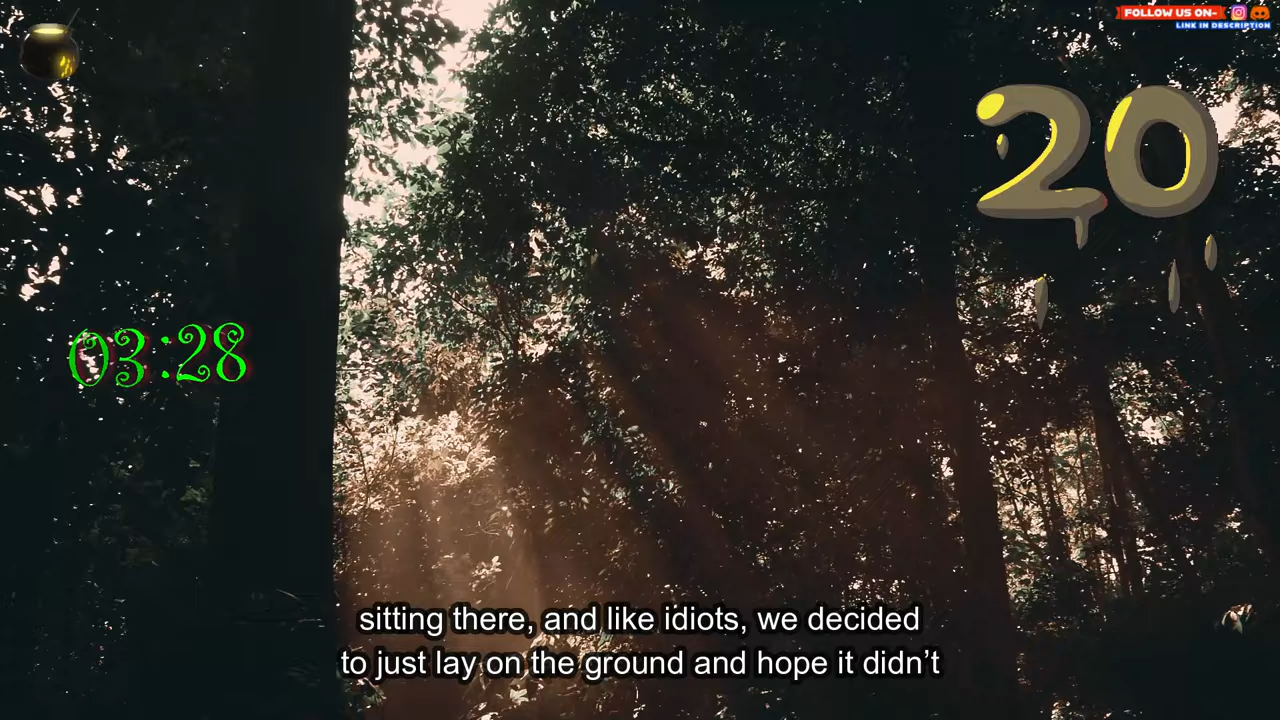 FOLLOW US ON-
LINK IN DESCRIPTION
20
03:28
sitting there, and like idiots, we decided
to just lay on the ground and hope it didn’t